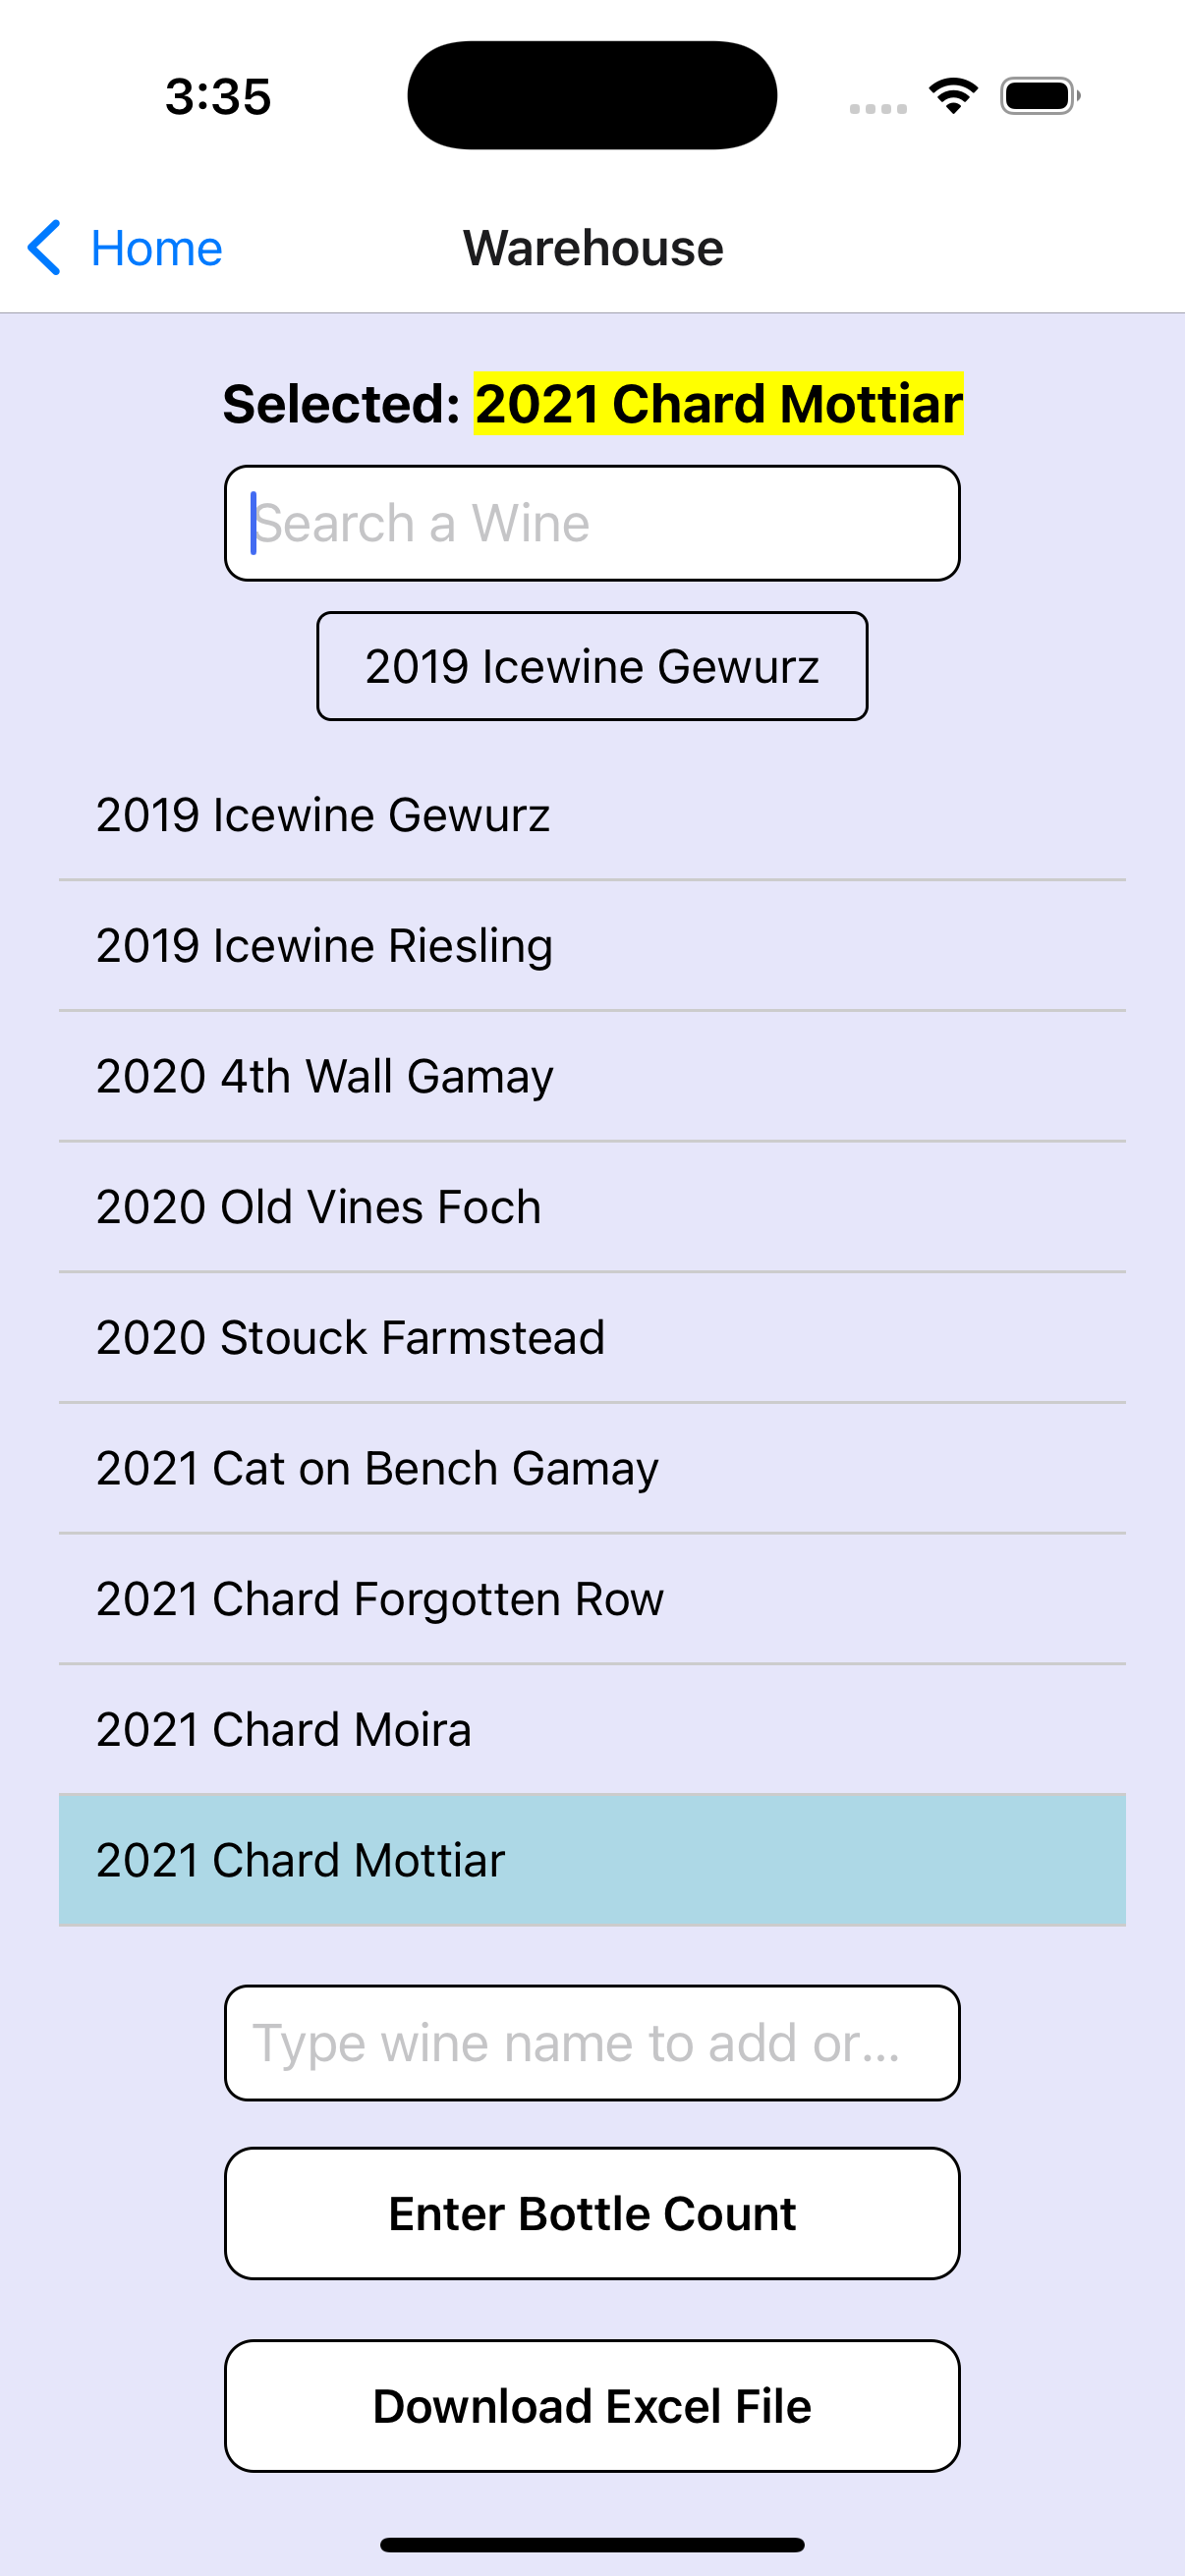 3:35
Home
Warehouse
Selected: 2021 Chard Mottiar
Search a Wine
2019 Icewine Gewurz
2019 Icewine Gewurz
2019 Icewine Riesling
2020 4th Wall Gamay
2020 Old Vines Foch
2020 Stouck Farmstead
2021 Cat on Bench Gamay
2021 Chard Forgotten Row
2021 Chard Moira
2021 Chard Mottiar
Type wine name to add or...
Enter Bottle Count
Download Excel File